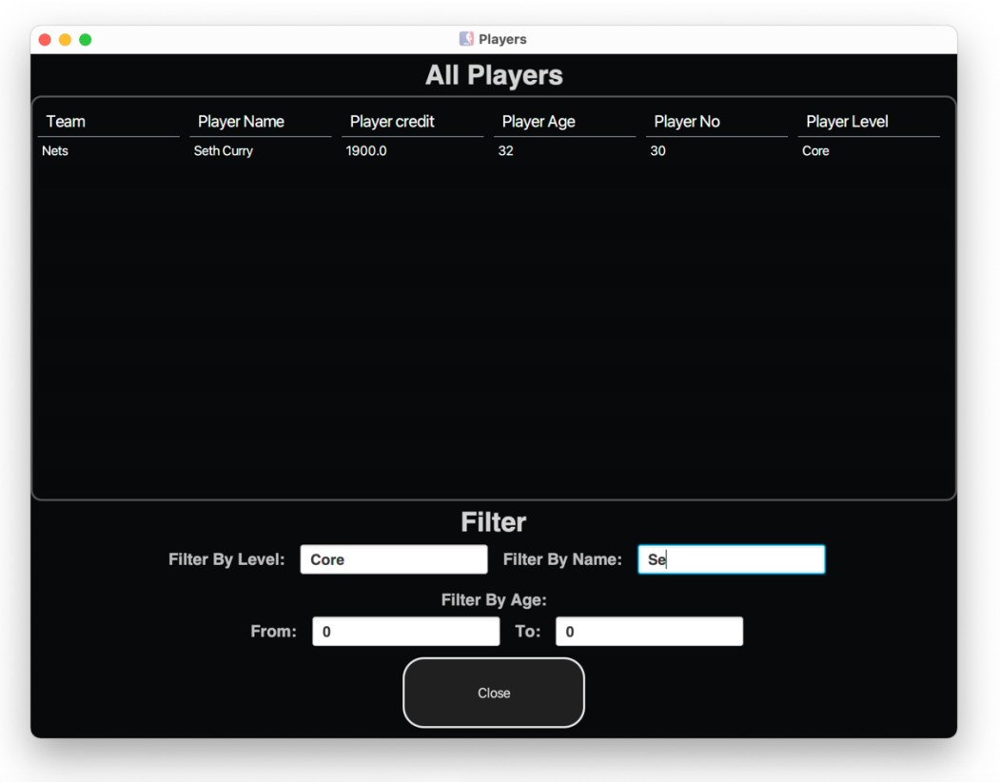 Players
All Players
Team Player Name Player credit Player Age Player No Player Level
Nets Seth Curry 1900.0 32 30 Core
Filter
Filter By Level: Core Filter By Name: Se
Filter By Age:
From: 0 To: 0
Close